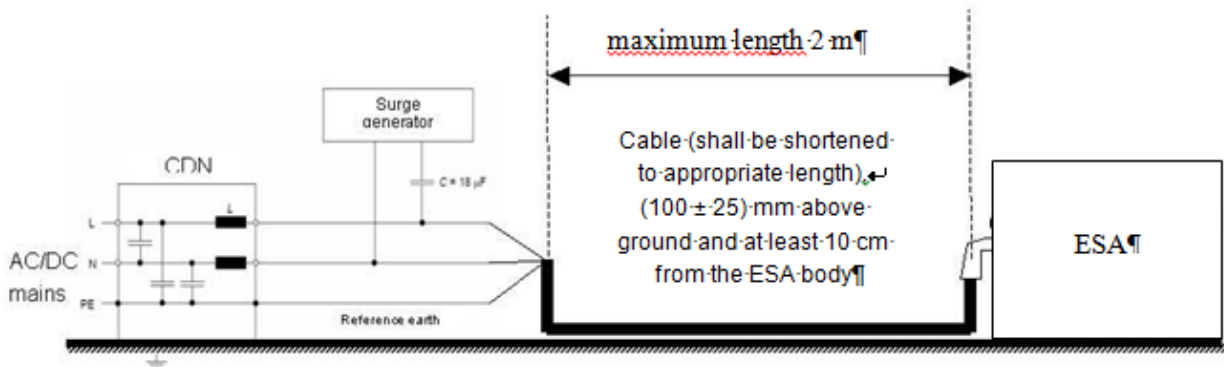 maximum·length·2·m¶
Surge
generator
CDN
C = 18 µF
L
L
AC/DC
mains
N
PE
Reference earth
Cable·(shall·be·shortened·
to·appropriate·length),↵
(100·±·25)·mm·above·
ground·and·at·least·10·cm·
from·the·ESA·body¶
ESA¶